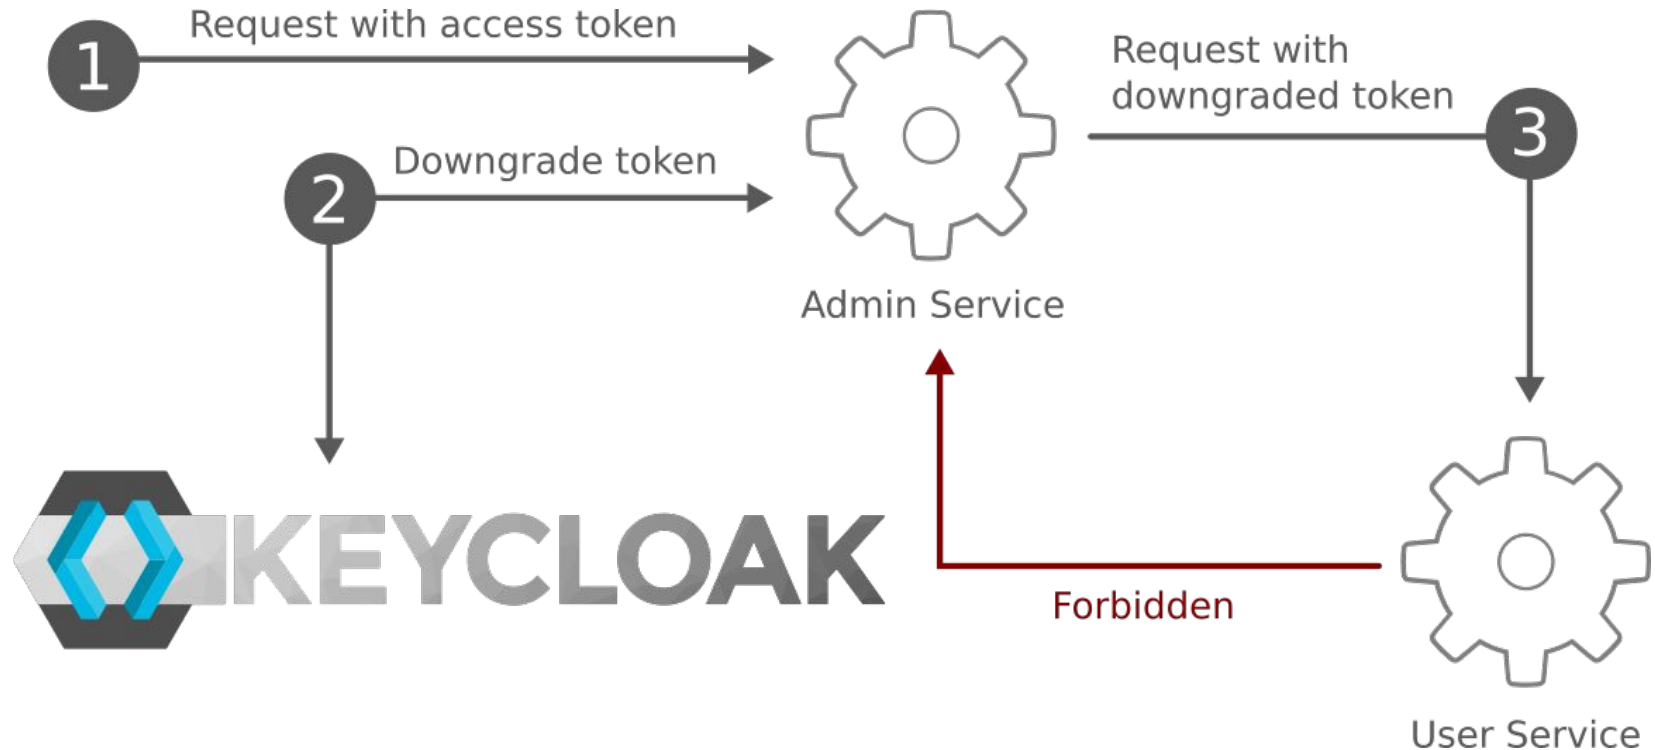 1
Request with access token
Request with
downgraded token
3
2
Downgrade token
Admin Service
KEYCLOAK
Forbidden
User Service